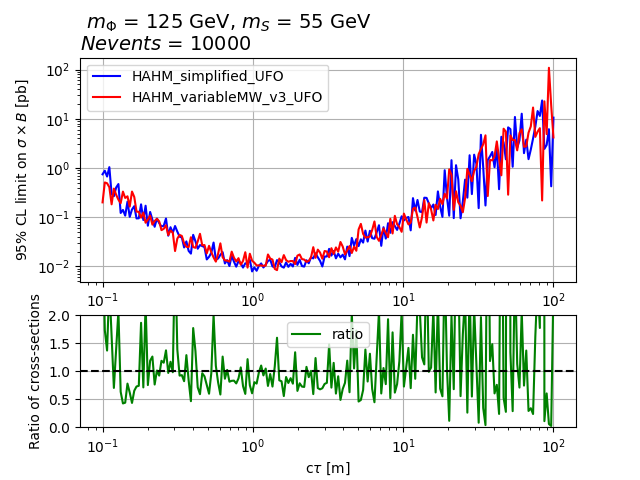 m_Φ = 125 GeV, m_S = 55 GeV
Nevents = 10000
95% CL limit on σ × B [pb]
10²
10¹
10⁰
10⁻¹
10⁻²
HAHM_simplified_UFO
HAHM_variableMW_v3_UFO
10⁻¹ 10⁰ 10¹ 10²
Ratio of cross-sections
2.0
1.5
1.0
0.5
0.0
ratio
10⁻¹ 10⁰ 10¹ 10²
cτ [m]